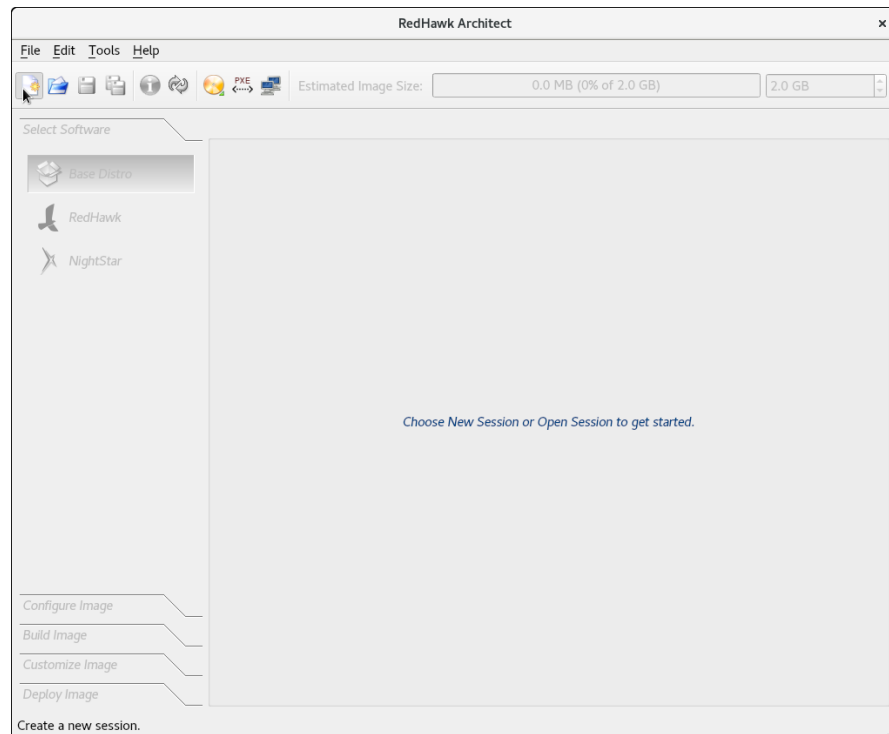 RedHawk Architect
File Edit Tools Help
PXE Estimated Image Size: 0.0 MB (0% of 2.0 GB) 2.0 GB
Select Software
Base Distro
RedHawk
NightStar
Choose New Session or Open Session to get started.
Configure Image
Build Image
Customize Image
Deploy Image
Create a new session.